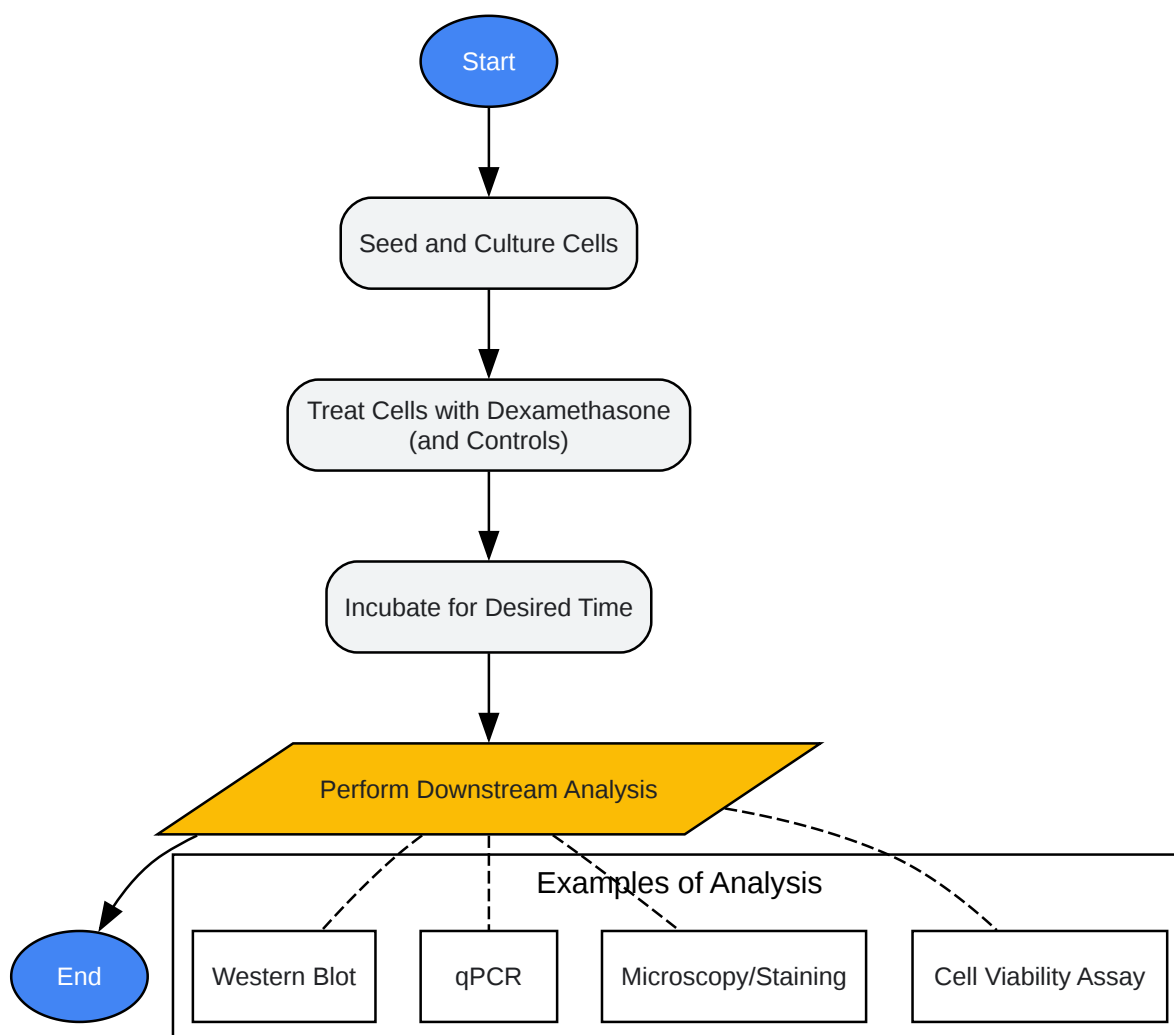 Start
Seed and Culture Cells
Treat Cells with Dexamethasone
(and Controls)
Incubate for Desired Time
Perform Downstream Analysis
Examples of Analysis
End
Western Blot
qPCR
Microscopy/Staining
Cell Viability Assay